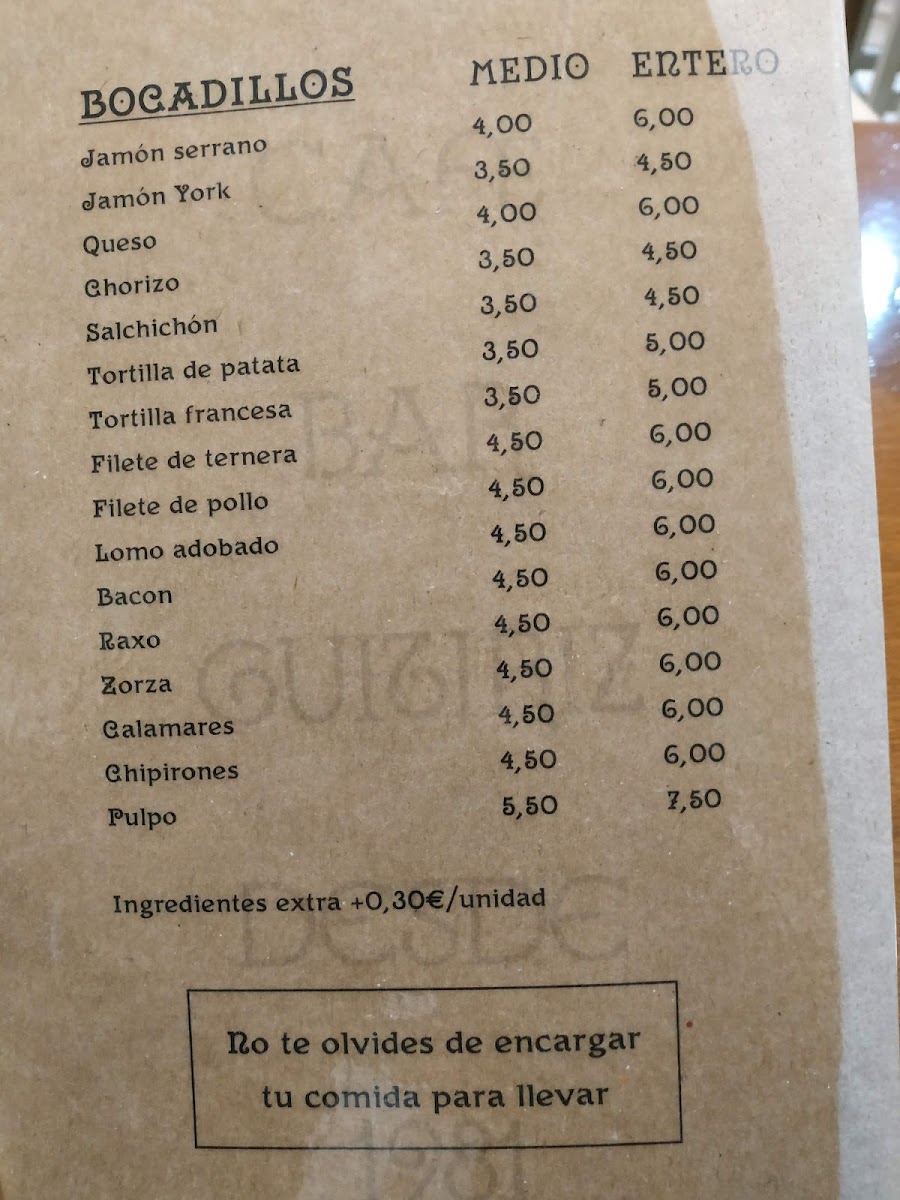 BOCADILLOS MEDIO ENTERO
Jamón serrano 4,00 6,00
Jamón York 3,50 4,50
Queso 4,00 6,00
Chorizo 3,50 4,50
Salchichón 3,50 4,50
Tortilla de patata 3,50 5,00
Tortilla francesa 3,50 5,00
Filete de ternera 4,50 6,00
Filete de pollo 4,50 6,00
Lomo adobado 4,50 6,00
Bacon 4,50 6,00
Raxo 4,50 6,00
Zorza 4,50 6,00
Calamares 4,50 6,00
Chipirones 4,50 6,00
Pulpo 5,50 7,50
Ingredientes extra +0,30€/unidad
DESDE
No te olvides de encargar
tu comida para llevar
1981